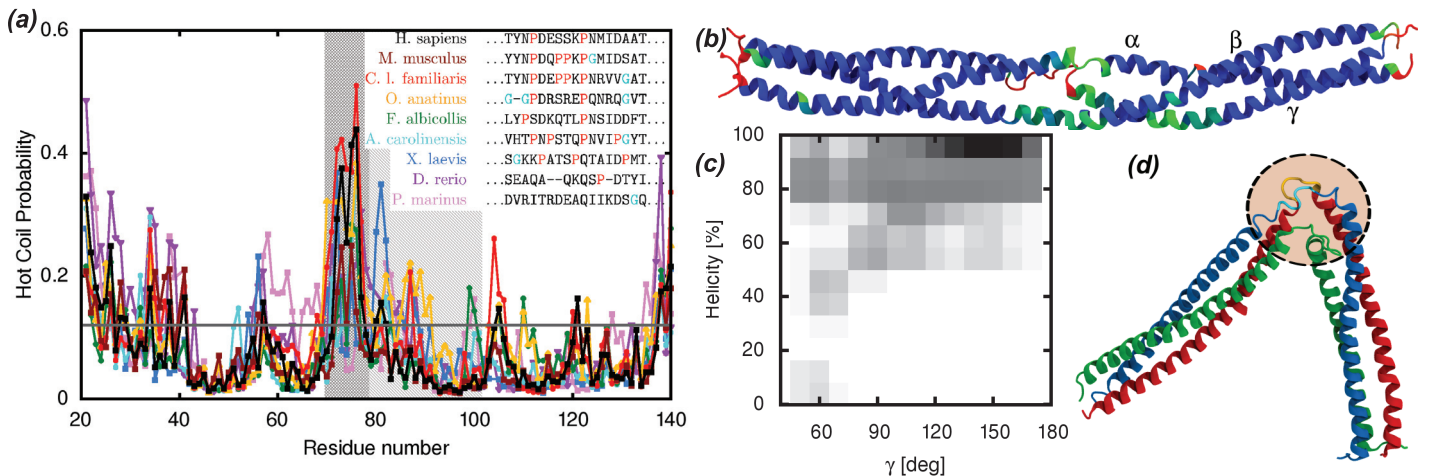 (a)
0.6
0.4
0.2
0
Hot Coil Probability
20 40 60 80 100 120 140
Residue number
H. sapiens ...TYNPDESSKPNMIDAAT...
M. musculus ...YYNPDQPPKPGMIDSAT...
C. l. familiaris ...TYNPDEPPKPNRVVGAT...
O. anatinus ...G-GPDRSREPQNRQGVT...
F. albicollis ...LYPSDKQTLPNSIDDFT...
A. carolinensis ...VHTPNPSTQPNVIPGYT...
X. laevis ...SGKKPATSPQTAIDPMT...
D. rerio ...SEAQA--QKQSP-DTYI...
P. marinus ...DVRITRDEAQIIKDSGQ...
(b)
α
β
γ
(c)
100
80
60
40
20
0
Helicity [%]
60 90 120 150 180
γ [deg]
(d)